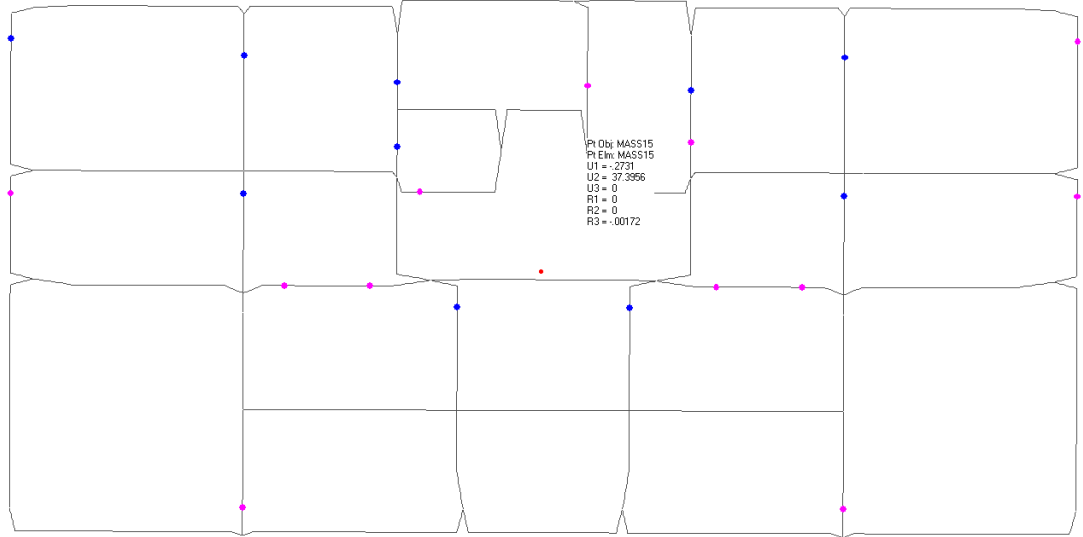 Pt Obj: MASS15
Pt Elm: MASS15
U1 = -.2731
U2 = 37.3956
U3 = 0
R1 = 0
R2 = 0
R3 = -.00172